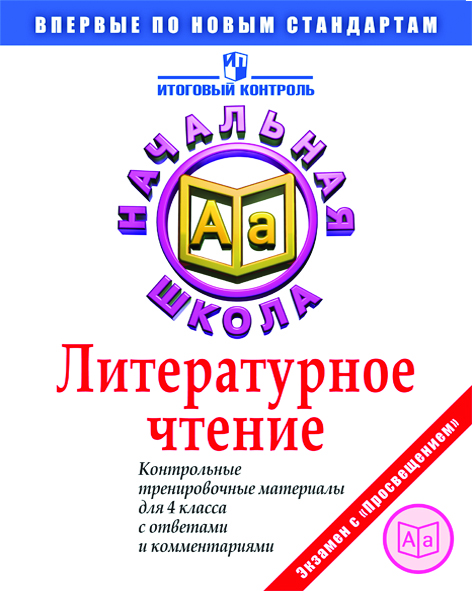 ВПЕРВЫЕ ПО НОВЫМ СТАНДАРТАМ
ИП
ИТОГОВЫЙ КОНТРОЛЬ
НАЧАЛЬНАЯ
Аа
ШКОЛА
Литературное
чтение
Контрольные
тренировочные материалы
для 4 класса
с ответами
и комментариями
Экзамен с «Просвещением»
Аа